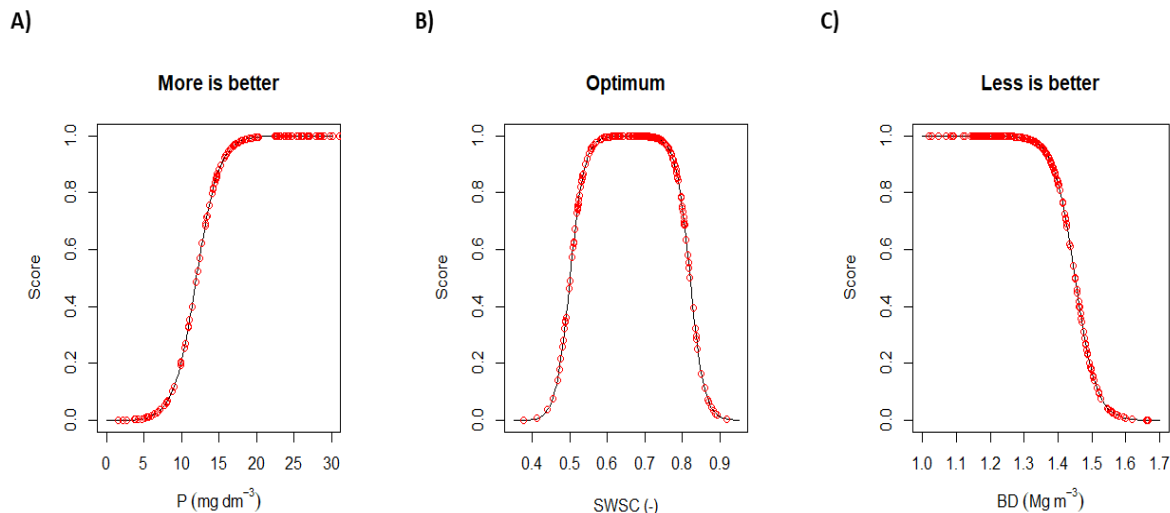 A)
B)
C)
More is better
Optimum
Less is better
Score
0.0 0.2 0.4 0.6 0.8 1.0
0 5 10 15 20 25 30
P (mg dm⁻³)
Score
0.0 0.2 0.4 0.6 0.8 1.0
0.4 0.5 0.6 0.7 0.8 0.9
SWSC (-)
Score
0.0 0.2 0.4 0.6 0.8 1.0
1.0 1.1 1.2 1.3 1.4 1.5 1.6 1.7
BD (Mg m⁻³)